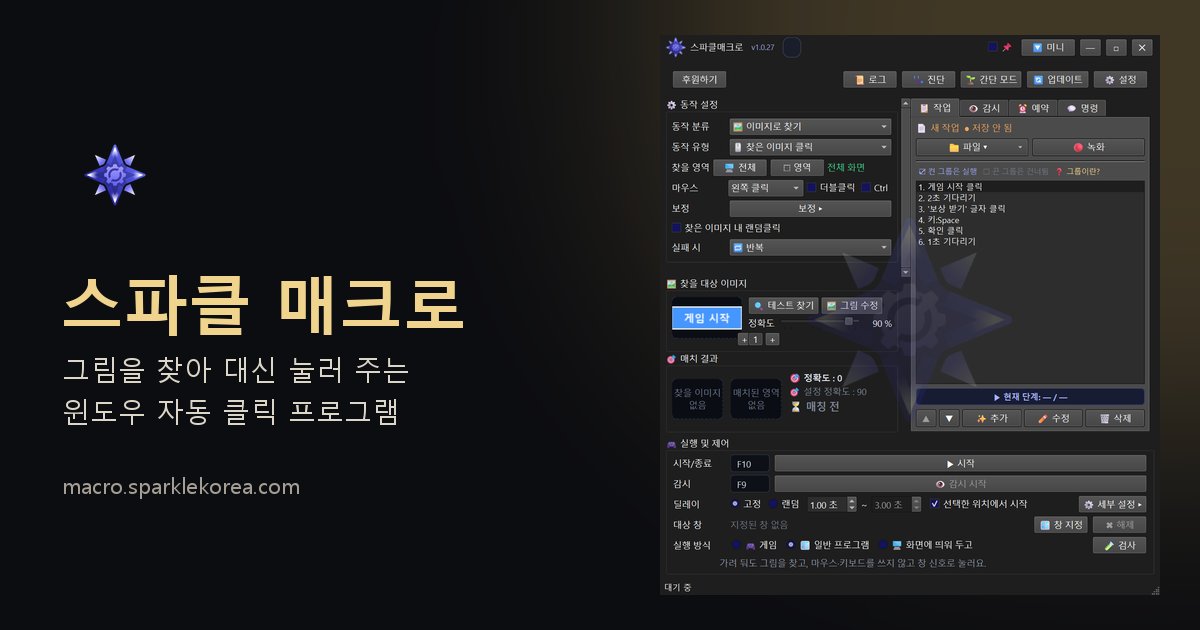 스파클 매크로
그림을 찾아 대신 눌러 주는
윈도우 자동 클릭 프로그램
macro.sparklekorea.com
스파클매크로 v1.0.27 미니
후원하기 로그 진단 간단 모드 업데이트 설정
동작 설정
동작 분류 이미지로 찾기
동작 유형 찾은 이미지 클릭
찾을 영역 전체 영역 전체 화면
마우스 왼쪽 클릭 더블클릭 Ctrl
보정 보정
찾은 이미지 내 랜덤클릭
실패 시 반복
찾을 대상 이미지
게임 시작
테스트 찾기 그림 수정
정확도 90 %
+ 1 +
매치 결과
찾을 이미지 없음
매치된 영역 없음
정확도 : 0
설정 정확도 : 90
매칭 전
작업 감시 예약 명령
새 작업 ● 저장 안 됨
파일 녹화
켠 그룹은 실행 끈 그룹은 건너뜀 ? 그룹이란?
1. 게임 시작 클릭
2. 2초 기다리기
3. '보상 받기' 글자 클릭
4. 키:Space
5. 확인 클릭
6. 1초 기다리기
현재 단계: — / —
추가 수정 삭제
실행 및 제어
시작/종료 F10 시작
감시 F9 감시 시작
딜레이 고정 랜덤 1.00 초 ~ 3.00 초 선택한 위치에서 시작 세부 설정
대상 창 지정된 창 없음 창 지정 해제
실행 방식 게임 일반 프로그램 화면에 띄워 두고 검사
가려 둬도 그림을 찾고, 마우스·키보드를 쓰지 않고 창 신호로 눌러요.
대기 중